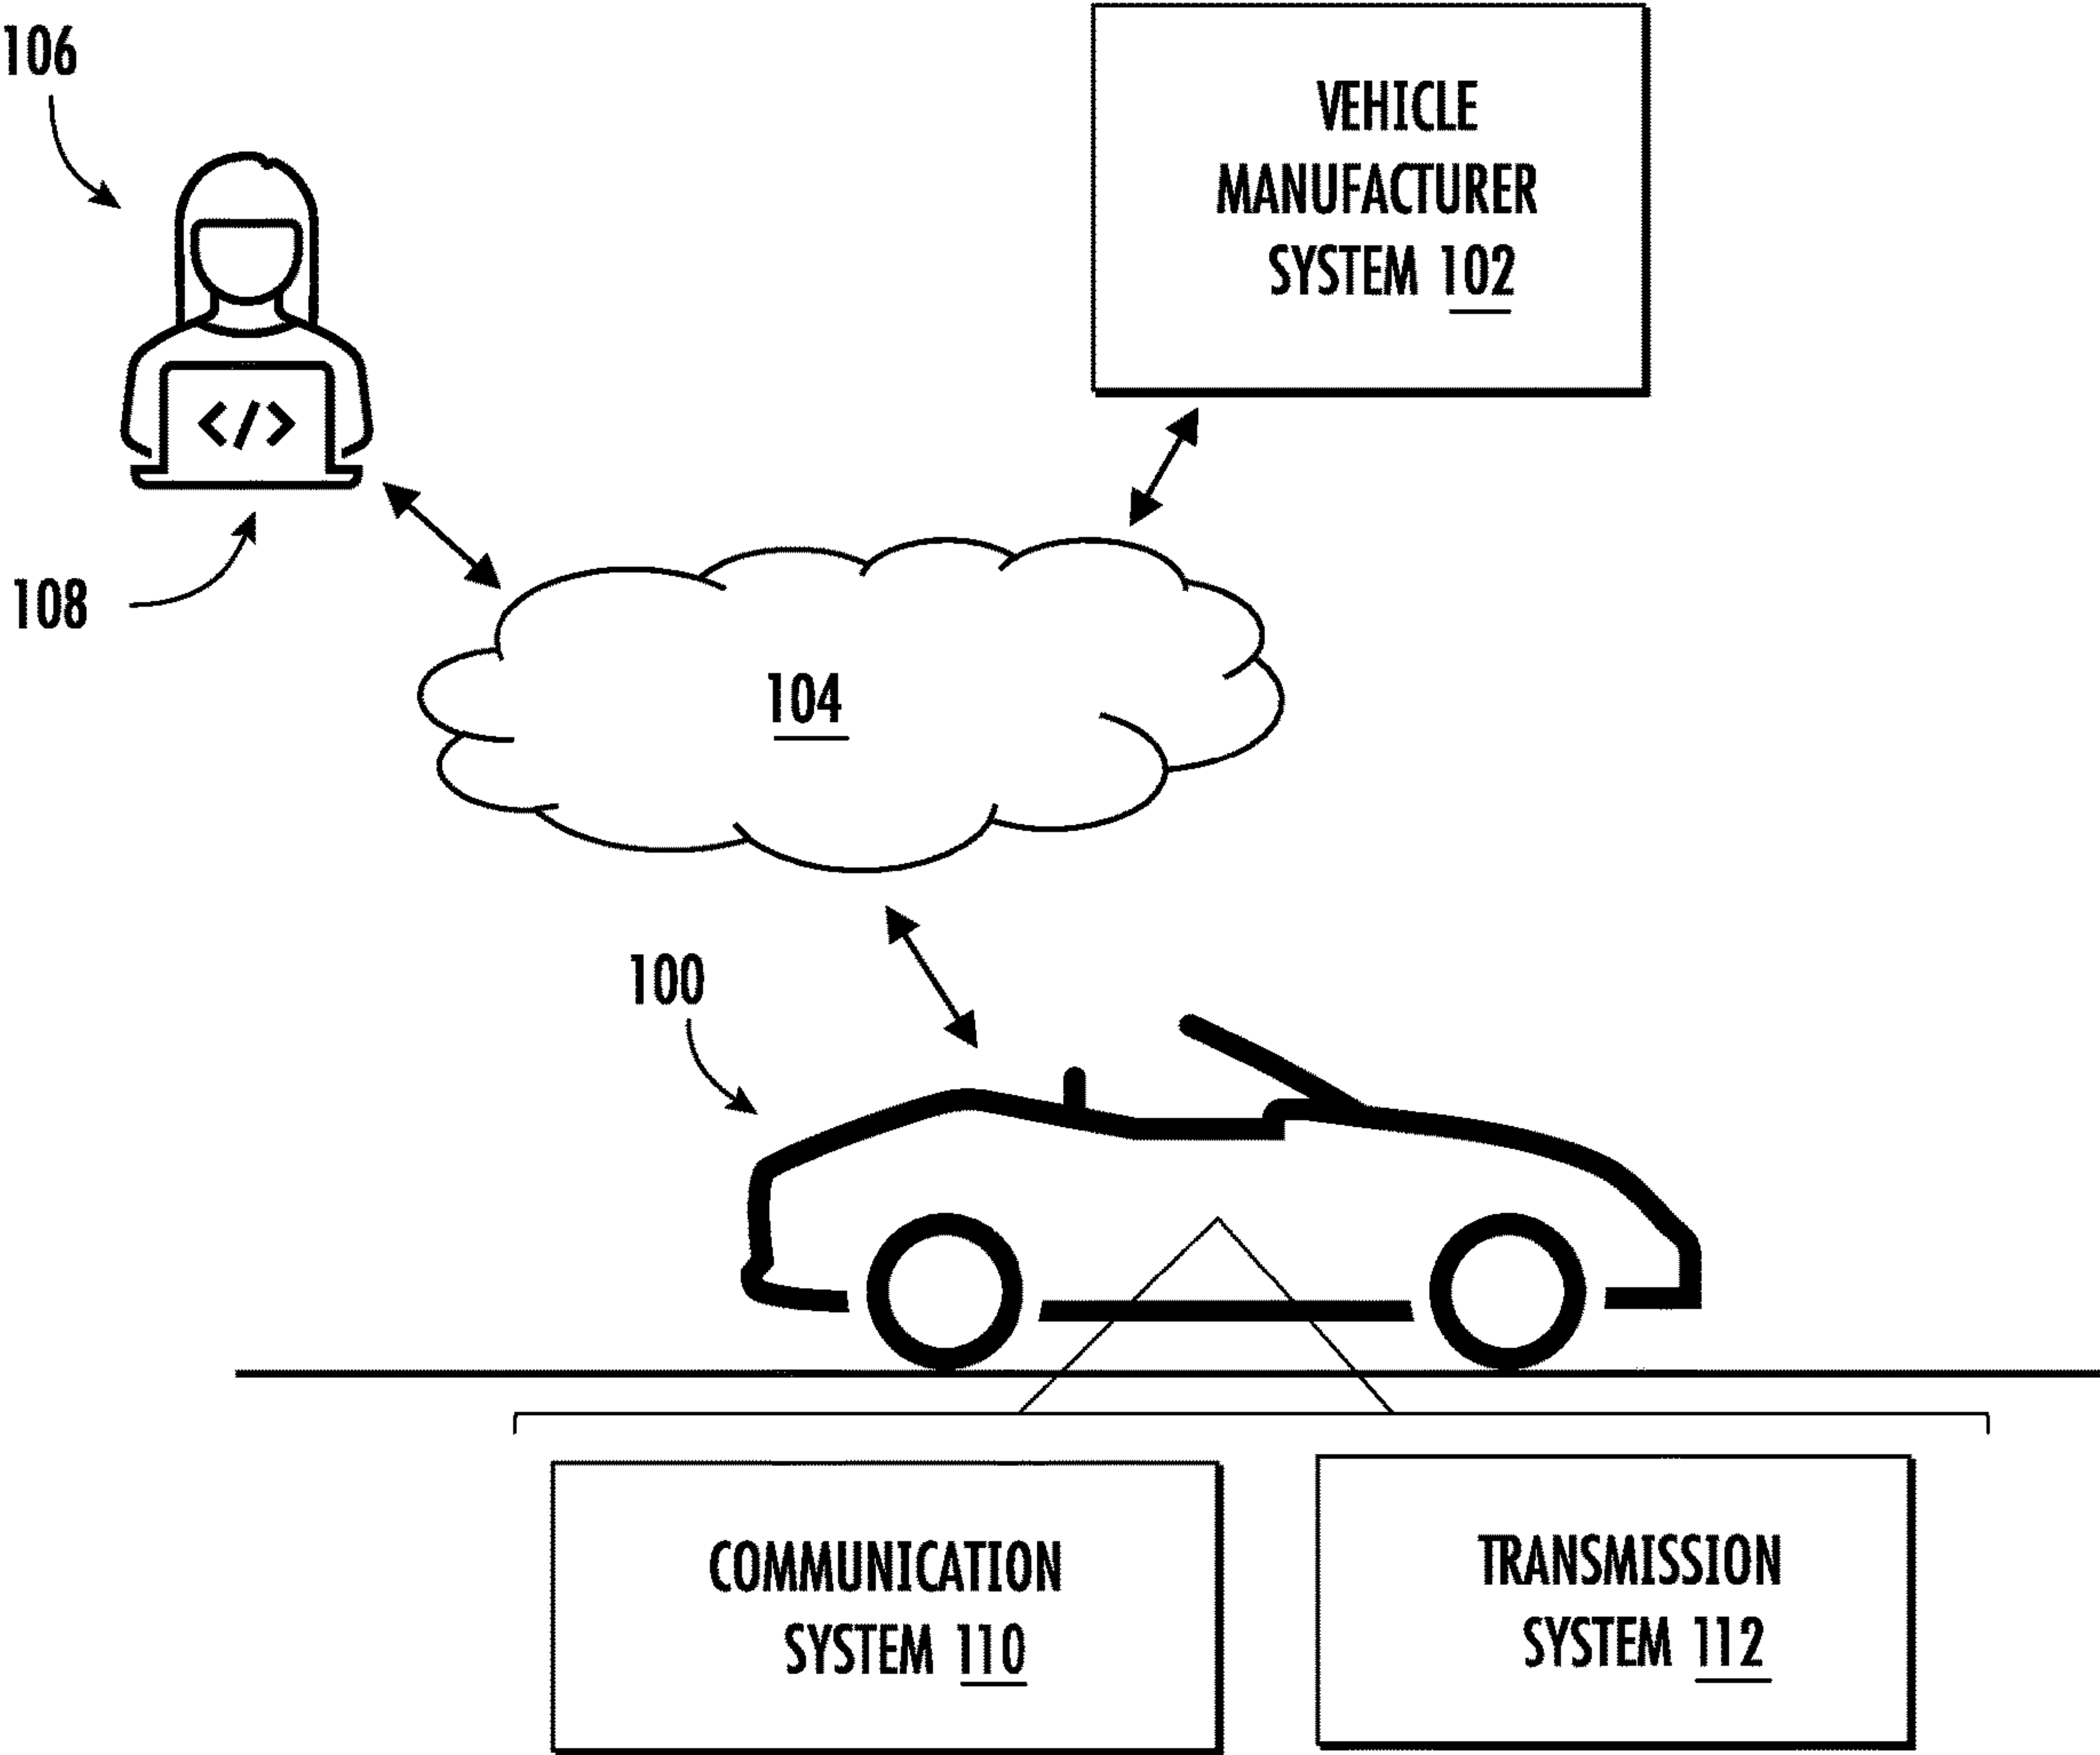 106
VEHICLE
MANUFACTURER
SYSTEM 102
</>
108
104
100
COMMUNICATION
SYSTEM 110
TRANSMISSION
SYSTEM 112